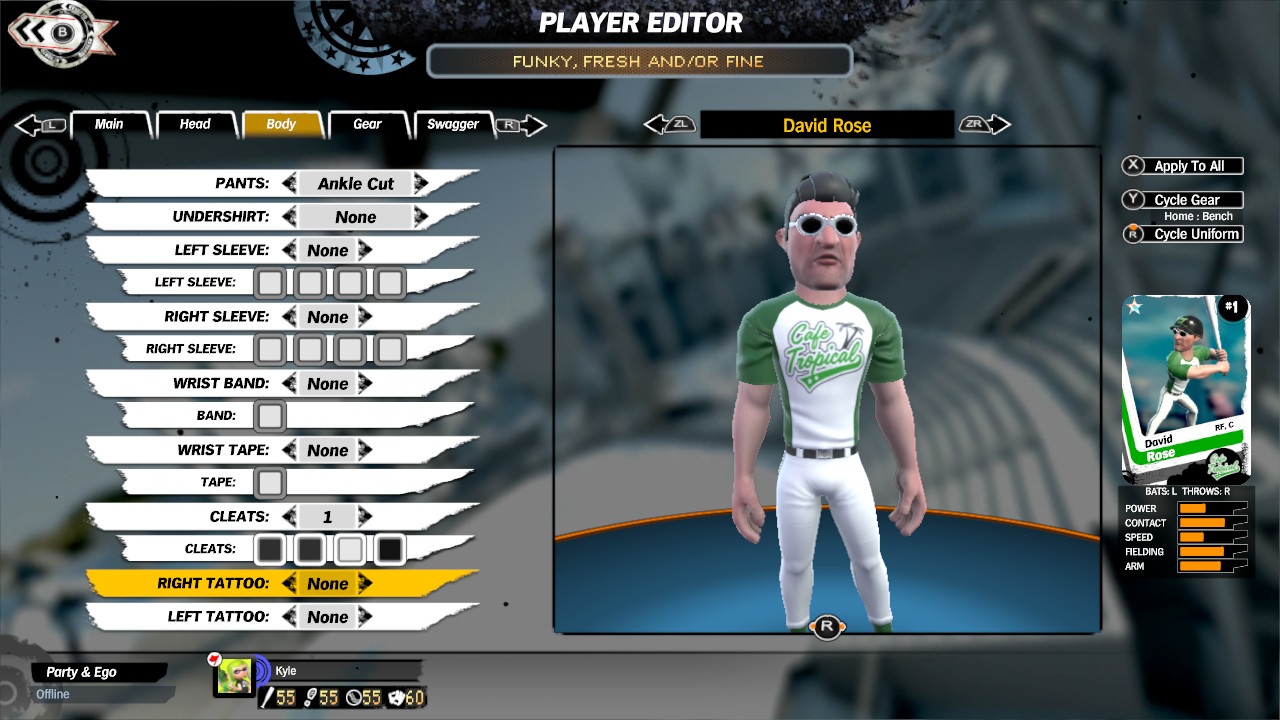 B
PLAYER EDITOR
FUNKY, FRESH AND/OR FINE
L Main Head Body Gear Swagger R
ZL David Rose ZR
PANTS: Ankle Cut
UNDERSHIRT: None
LEFT SLEEVE: None
LEFT SLEEVE:
RIGHT SLEEVE: None
RIGHT SLEEVE:
WRIST BAND: None
BAND:
WRIST TAPE: None
TAPE:
CLEATS: 1
CLEATS:
RIGHT TATTOO: None
LEFT TATTOO: None
Cafe
Tropical
R
X Apply To All
Y Cycle Gear
Home : Bench
R Cycle Uniform
#1
RF, C
David
Rose
Cafe
Tropical
BATS: L THROWS: R
POWER
CONTACT
SPEED
FIELDING
ARM
Party & Ego
Offline
Kyle
55 55 55 60